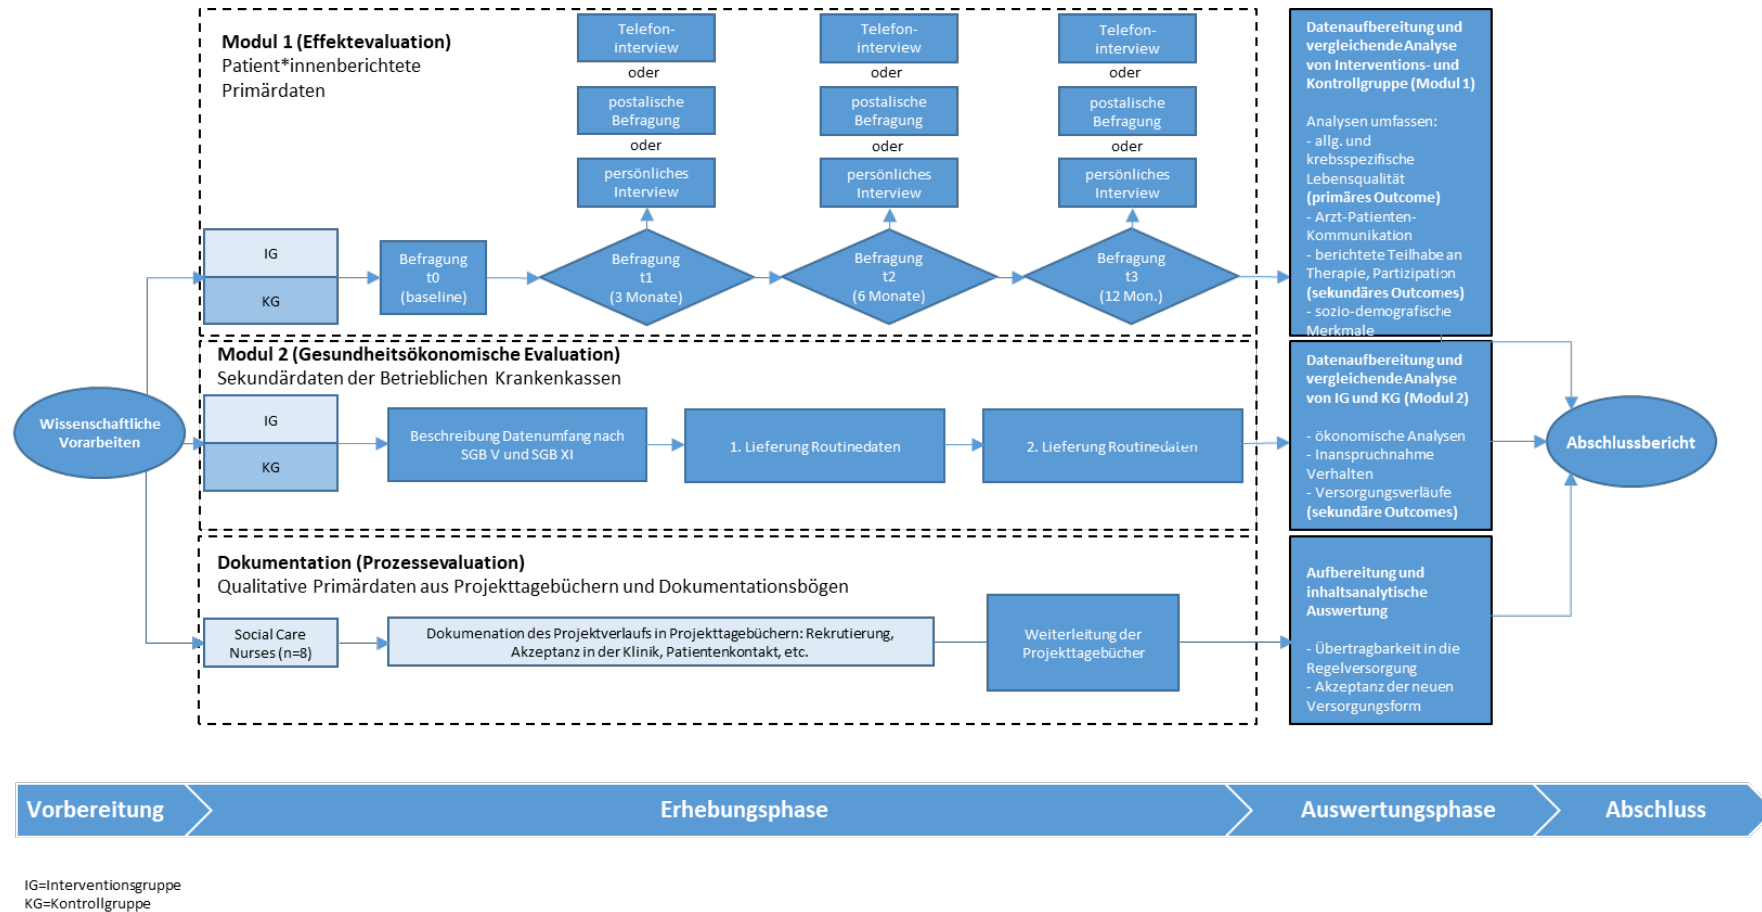 Modul 1 (Effektevaluation)
Patient*innenberichtete
Primärdaten
Telefon-
interview
oder
postalische
Befragung
oder
persönliches
Interview
Telefon-
interview
oder
postalische
Befragung
oder
persönliches
Interview
Telefon-
interview
oder
postalische
Befragung
oder
persönliches
Interview
IG
KG
Befragung
t0
(baseline)
Befragung
t1
(3 Monate)
Befragung
t2
(6 Monate)
Befragung
t3
(12 Mon.)
Datenaufbereitung und
vergleichende Analyse
von Interventions- und
Kontrollgruppe (Modul 1)
Analysen umfassen:
- allg. und
krebsspezifische
Lebensqualität
(primäres Outcome)
- Arzt-Patienten-
Kommunikation
- berichtete Teilhabe an
Therapie, Partizipation
(sekundäres Outcomes)
- sozio-demografische
Merkmale
Modul 2 (Gesundheitsökonomische Evaluation)
Sekundärdaten der Betrieblichen Krankenkassen
Wissenschaftliche
Vorarbeiten
IG
KG
Beschreibung Datenumfang nach
SGB V und SGB XI
1. Lieferung Routinedaten
2. Lieferung Routinedaten
Datenaufbereitung und
vergleichende Analyse
von IG und KG (Modul 2)
- ökonomische Analysen
- Inanspruchnahme
Verhalten
- Versorgungsverläufe
(sekundäre Outcomes)
Abschlussbericht
Dokumentation (Prozessevaluation)
Qualitative Primärdaten aus Projekttagebüchern und Dokumentationsbögen
Social Care
Nurses (n=8)
Dokumenation des Projektverlaufs in Projekttagebüchern: Rekrutierung,
Akzeptanz in der Klinik, Patientenkontakt, etc.
Weiterleitung der
Projekttagebücher
Aufbereitung und
inhaltsanalytische
Auswertung
- Übertragbarkeit in die
Regelversorgung
- Akzeptanz der neuen
Versorgungsform
Vorbereitung
Erhebungsphase
Auswertungsphase
Abschluss
IG=Interventionsgruppe
KG=Kontrollgruppe